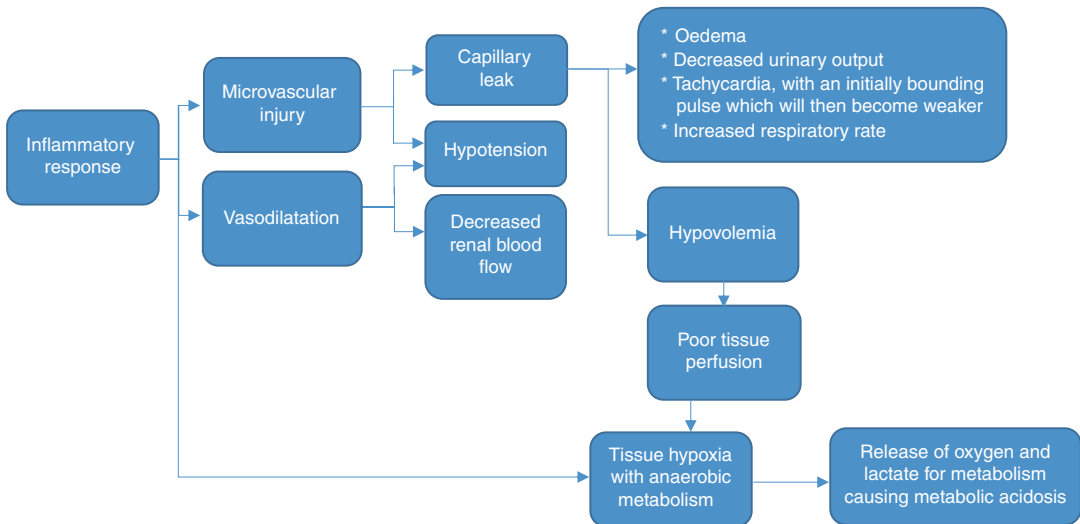 Inflammatory
response
Microvascular
injury
Vasodilatation
Capillary
leak
Hypotension
Decreased
renal blood
flow
* Oedema
* Decreased urinary output
* Tachycardia, with an initially bounding
pulse which will then become weaker
* Increased respiratory rate
Hypovolemia
Poor tissue
perfusion
Tissue hypoxia
with anaerobic
metabolism
Release of oxygen and
lactate for metabolism
causing metabolic acidosis